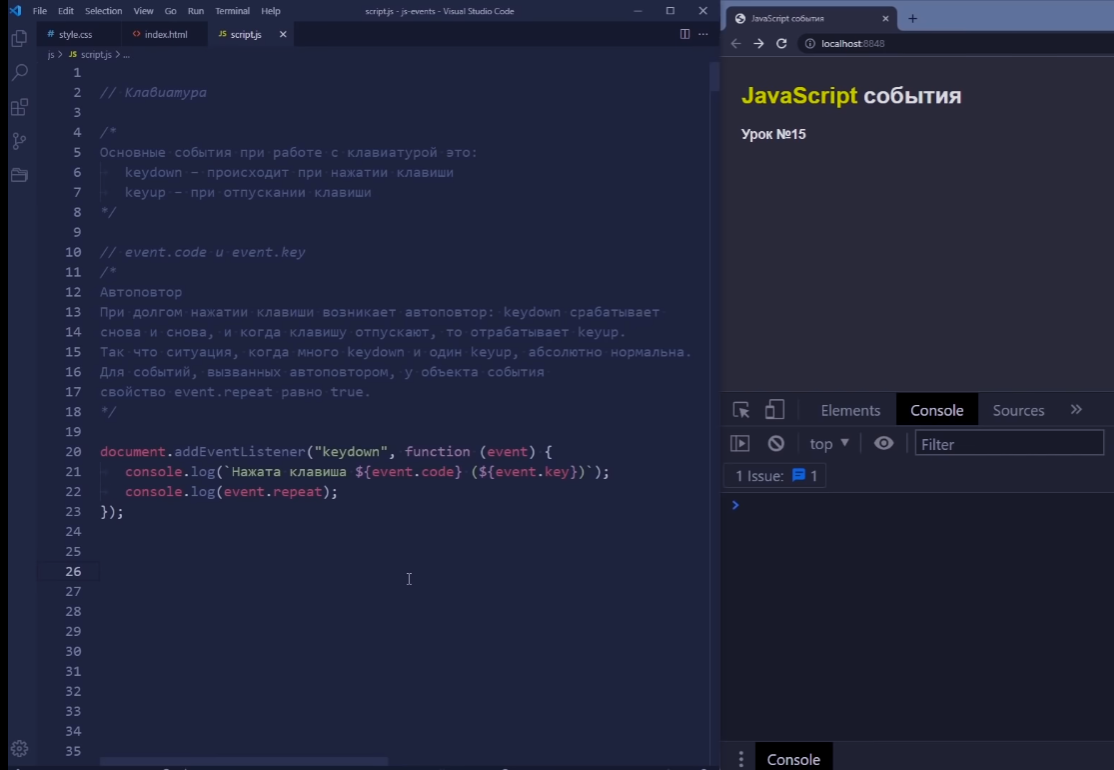 File Edit Selection View Go Run Terminal Help script.js - js-events - Visual Studio Code
# style.css <> index.html JS script.js
js > JS script.js > ...
1
2 // Клавиатура
3
4 /*
5 Основные события при работе с клавиатурой это:
6 keydown – происходит при нажатии клавиши
7 keyup – при отпускании клавиши
8 */
9
10 // event.code и event.key
11 /*
12 Автоповтор
13 При долгом нажатии клавиши возникает автоповтор: keydown срабатывает
14 снова и снова, и когда клавишу отпускают, то отрабатывает keyup.
15 Так что ситуация, когда много keydown и один keyup, абсолютно нормальна.
16 Для событий, вызванных автоповтором, у объекта события
17 свойство event.repeat равно true.
18 */
19
20 document.addEventListener("keydown", function (event) {
21 console.log(`Нажата клавиша ${event.code} (${event.key})`);
22 console.log(event.repeat);
23 });
24
25
26
27
28
29
30
31
32
33
34
35
JavaScript события
localhost:8848
JavaScript события
Урок №15
Elements Console Sources
top Filter
1 Issue: 1
Console